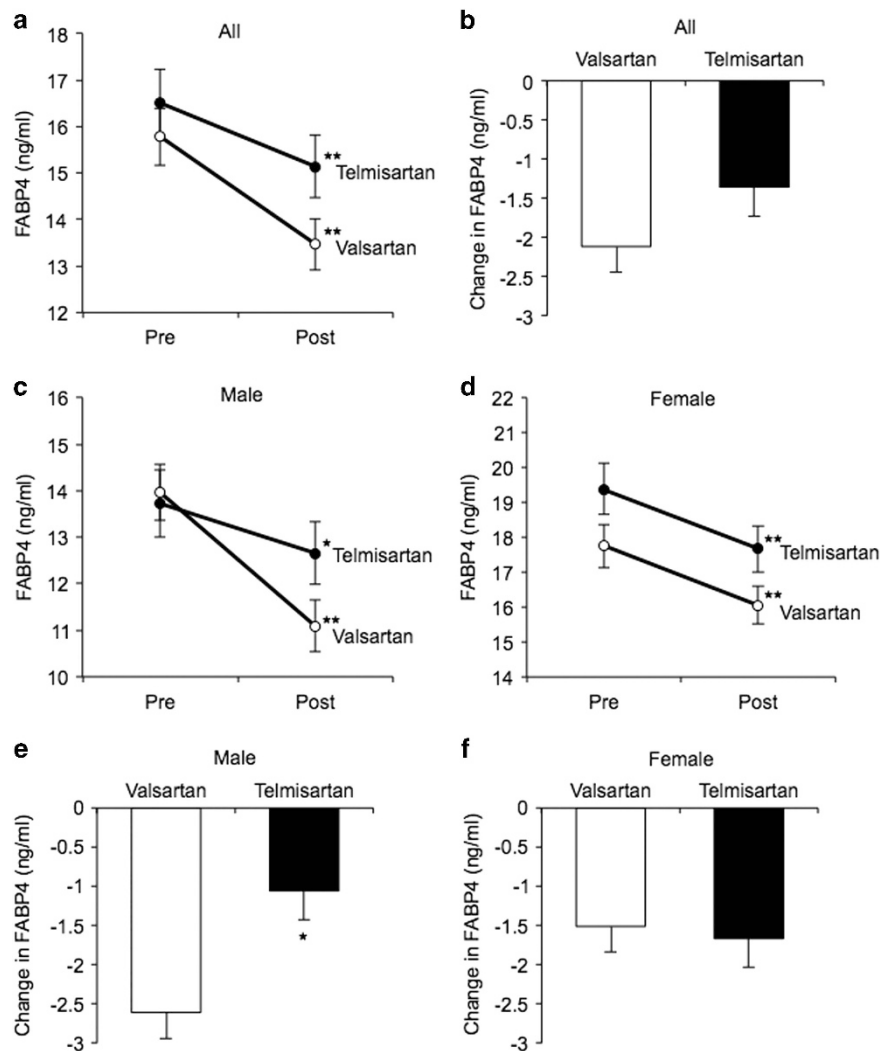 a
All
18
17
16
15
14
13
12
FABP4 (ng/ml)
Pre
Post
★★
Telmisartan
★★
Valsartan
b
All
Valsartan
Telmisartan
0
-0.5
-1
-1.5
-2
-2.5
-3
Change in FABP4 (ng/ml)
c
Male
16
15
14
13
12
11
10
FABP4 (ng/ml)
Pre
Post
★
Telmisartan
★★
Valsartan
d
Female
22
21
20
19
18
17
16
15
14
FABP4 (ng/ml)
Pre
Post
★★
Telmisartan
★★
Valsartan
e
Male
Valsartan
Telmisartan
0
-0.5
-1
-1.5
-2
-2.5
-3
Change in FABP4 (ng/ml)
★
f
Female
Valsartan
Telmisartan
0
-0.5
-1
-1.5
-2
-2.5
-3
Change in FABP4 (ng/ml)